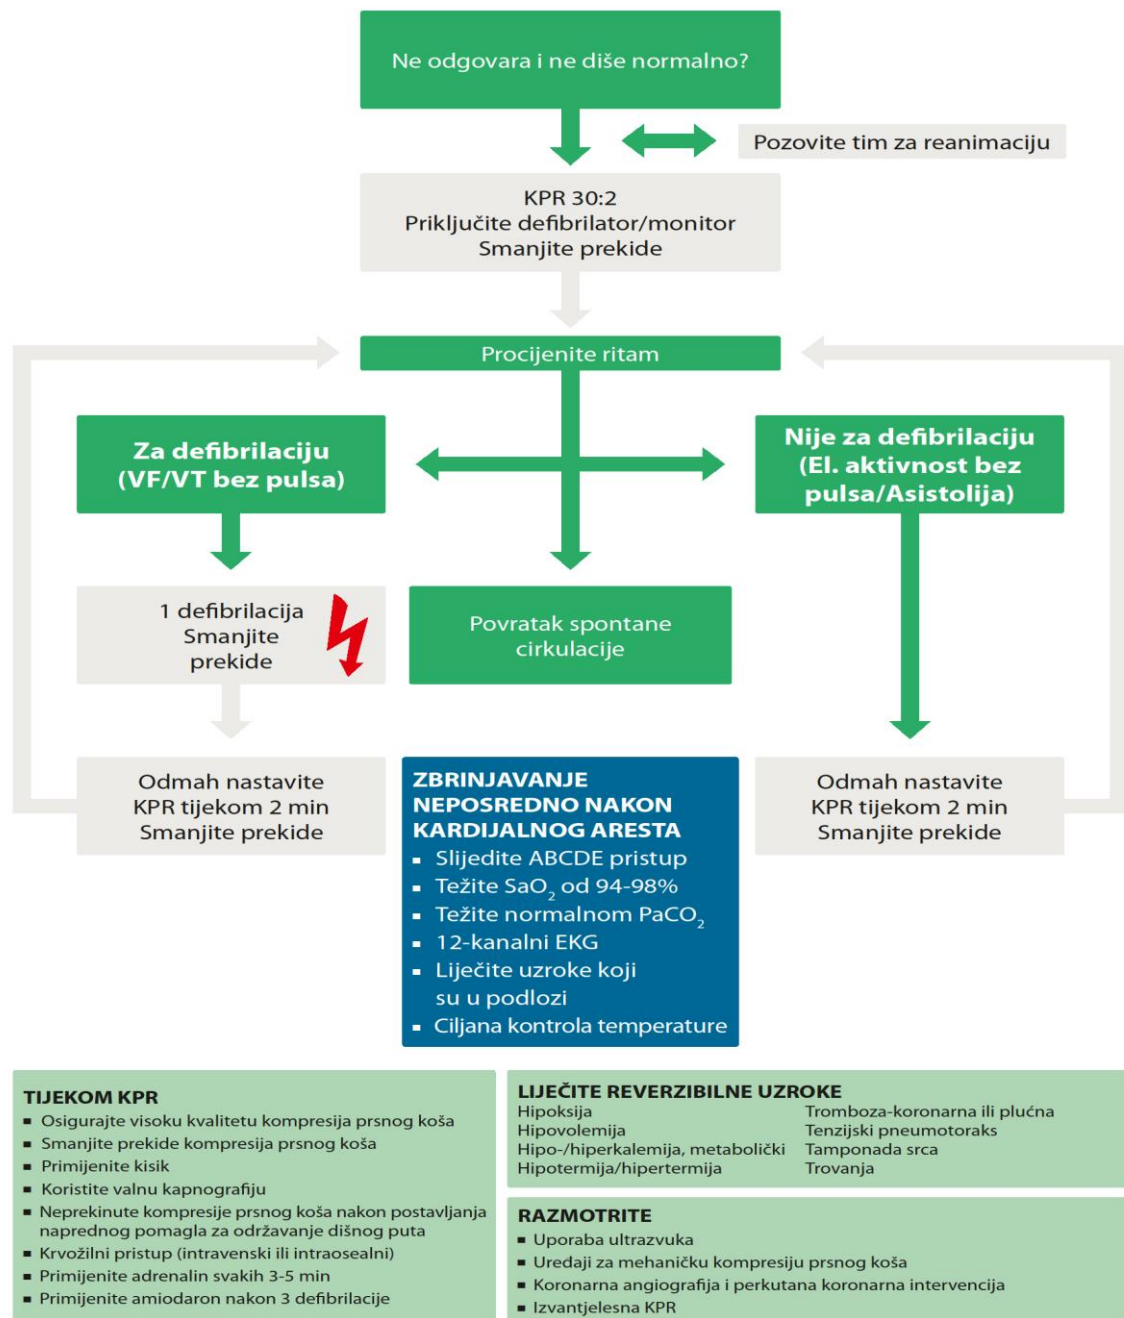 Ne odgovara i ne diše normalno?
Pozovite tim za reanimaciju
KPR 30:2
Priključite defibrilator/monitor
Smanjite prekide
Procijenite ritam
Za defibrilaciju
(VF/VT bez pulsa)
Nije za defibrilaciju
(El. aktivnost bez
pulsa/Asistolija)
1 defibrilacija
Smanjite
prekide
Povratak spontane
cirkulacije
Odmah nastavite
KPR tijekom 2 min
Smanjite prekide
ZBRINJAVANJE
NEPOSREDNO NAKON
KARDIJALNOG ARESTA
▪ Slijedite ABCDE pristup
▪ Težite SaO₂ od 94-98%
▪ Težite normalnom PaCO₂
▪ 12-kanalni EKG
▪ Liječite uzroke koji
su u podlozi
▪ Ciljana kontrola temperature
Odmah nastavite
KPR tijekom 2 min
Smanjite prekide
TIJEKOM KPR
▪ Osigurajte visoku kvalitetu kompresija prsnog koša
▪ Smanjite prekide kompresija prsnog koša
▪ Primijenite kisik
▪ Koristite valnu kapnografiju
▪ Neprekinute kompresije prsnog koša nakon postavljanja
naprednog pomagla za održavanje dišnog puta
▪ Krvožilni pristup (intravenski ili intraosealni)
▪ Primijenite adrenalin svakih 3-5 min
▪ Primijenite amiodaron nakon 3 defibrilacije
LIJEČITE REVERZIBILNE UZROKE
Hipoksija
Hipovolemija
Hipo-/hiperkalemija, metabolički
Hipotermija/hipertermija
Tromboza-koronarna ili plućna
Tenzijski pneumotoraks
Tamponada srca
Trovanja
RAZMOTRITE
▪ Uporaba ultrazvuka
▪ Uredaji za mehaničku kompresiju prsnog koša
▪ Koronarna angiografija i perkutana koronarna intervencija
▪ Izvantjelesna KPR